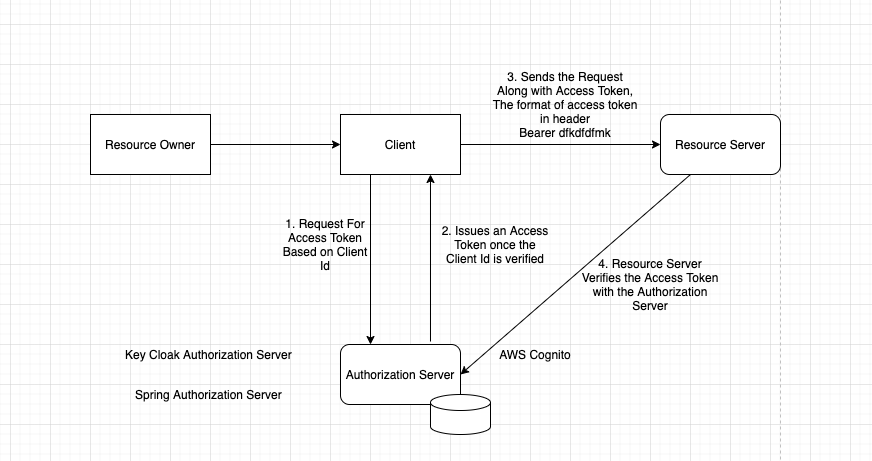 3. Sends the Request
Along with Access Token,
The format of access token
in header
Bearer dfkdfdfmk
Resource Owner
Client
Resource Server
1. Request For
Access Token
Based on Client
Id
2. Issues an Access
Token once the
Client Id is verified
4. Resource Server
Verifies the Access Token
with the Authorization
Server
Key Cloak Authorization Server
AWS Cognito
Authorization Server
Spring Authorization Server